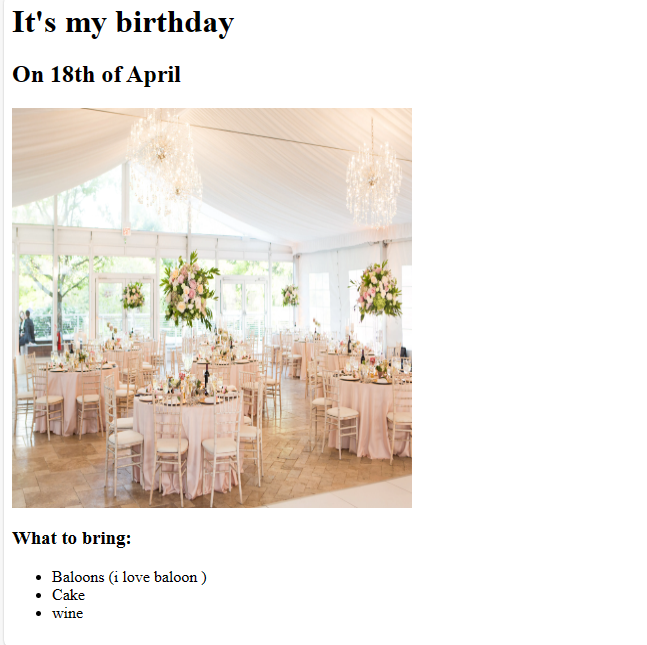 It's my birthday
On 18th of April
What to bring:
Baloons (i love baloon )
Cake
wine